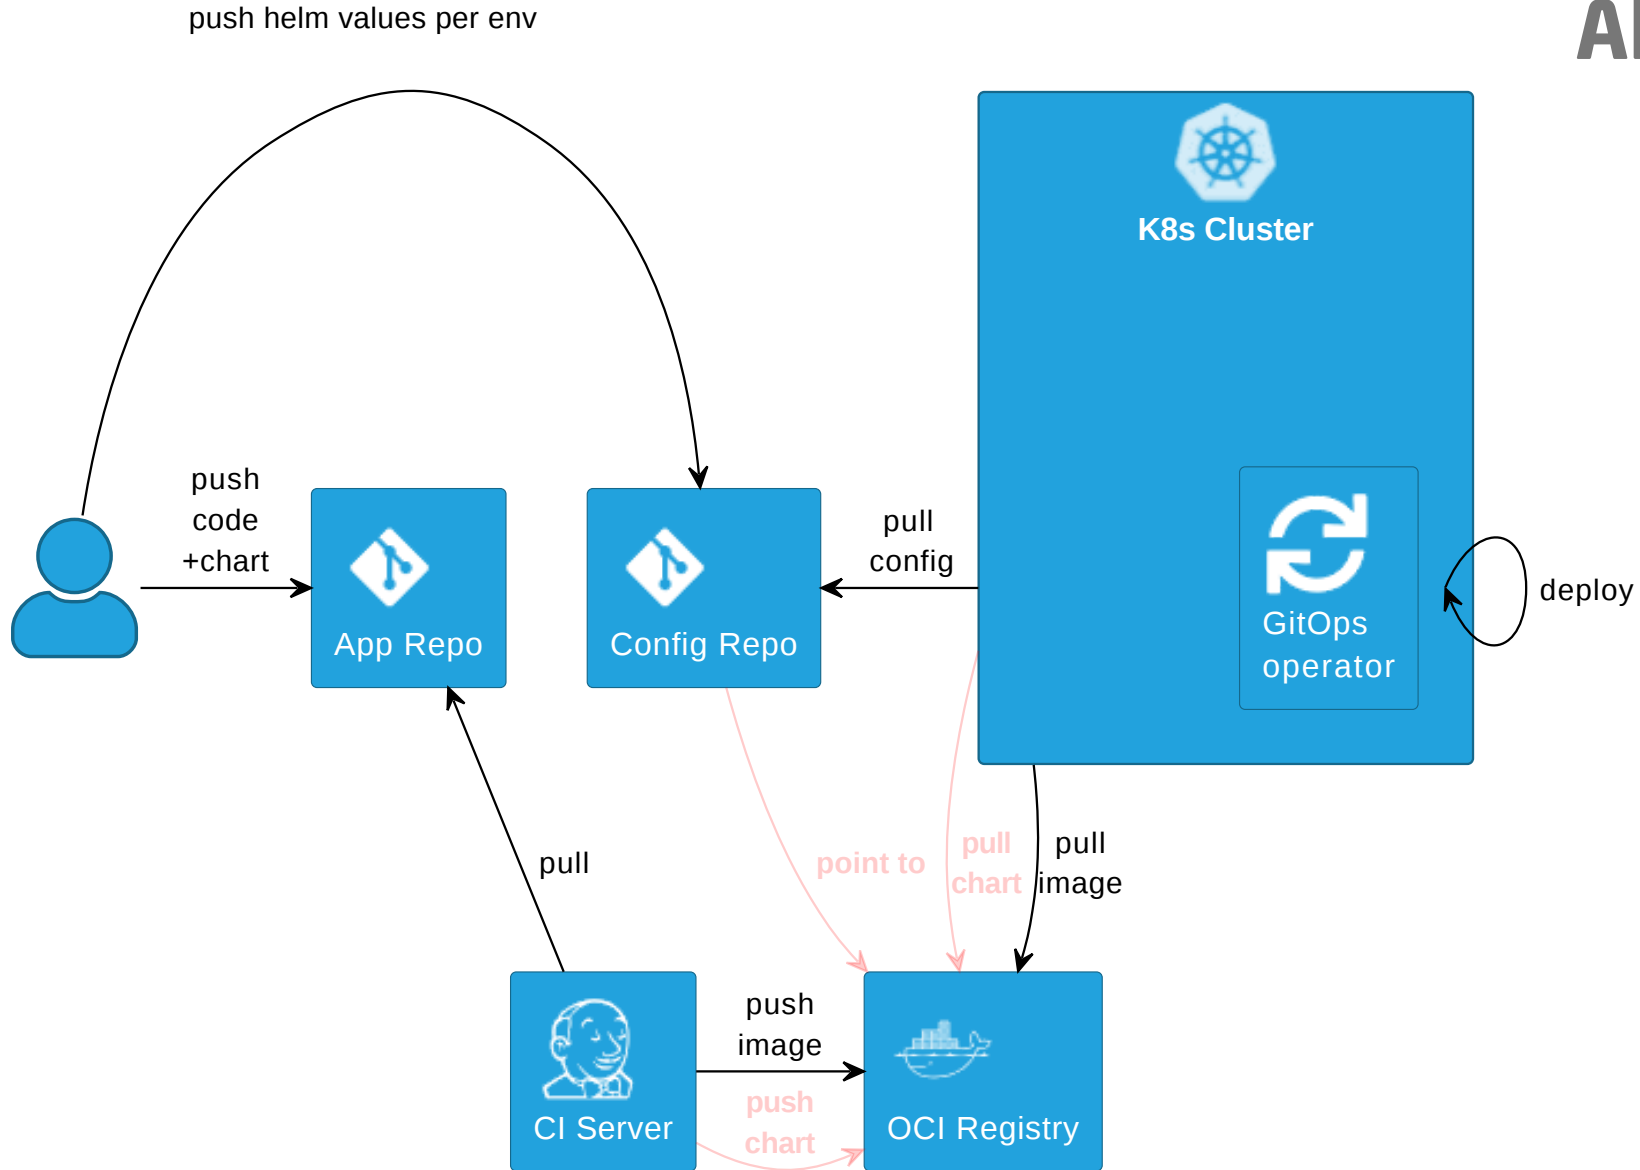 push helm values per env
K8s Cluster
push
code
+chart
pull
config
deploy
App Repo
Config Repo
GitOps
operator
pull
point to
pull
chart
pull
image
push
image
CI Server
push
chart
OCI Registry